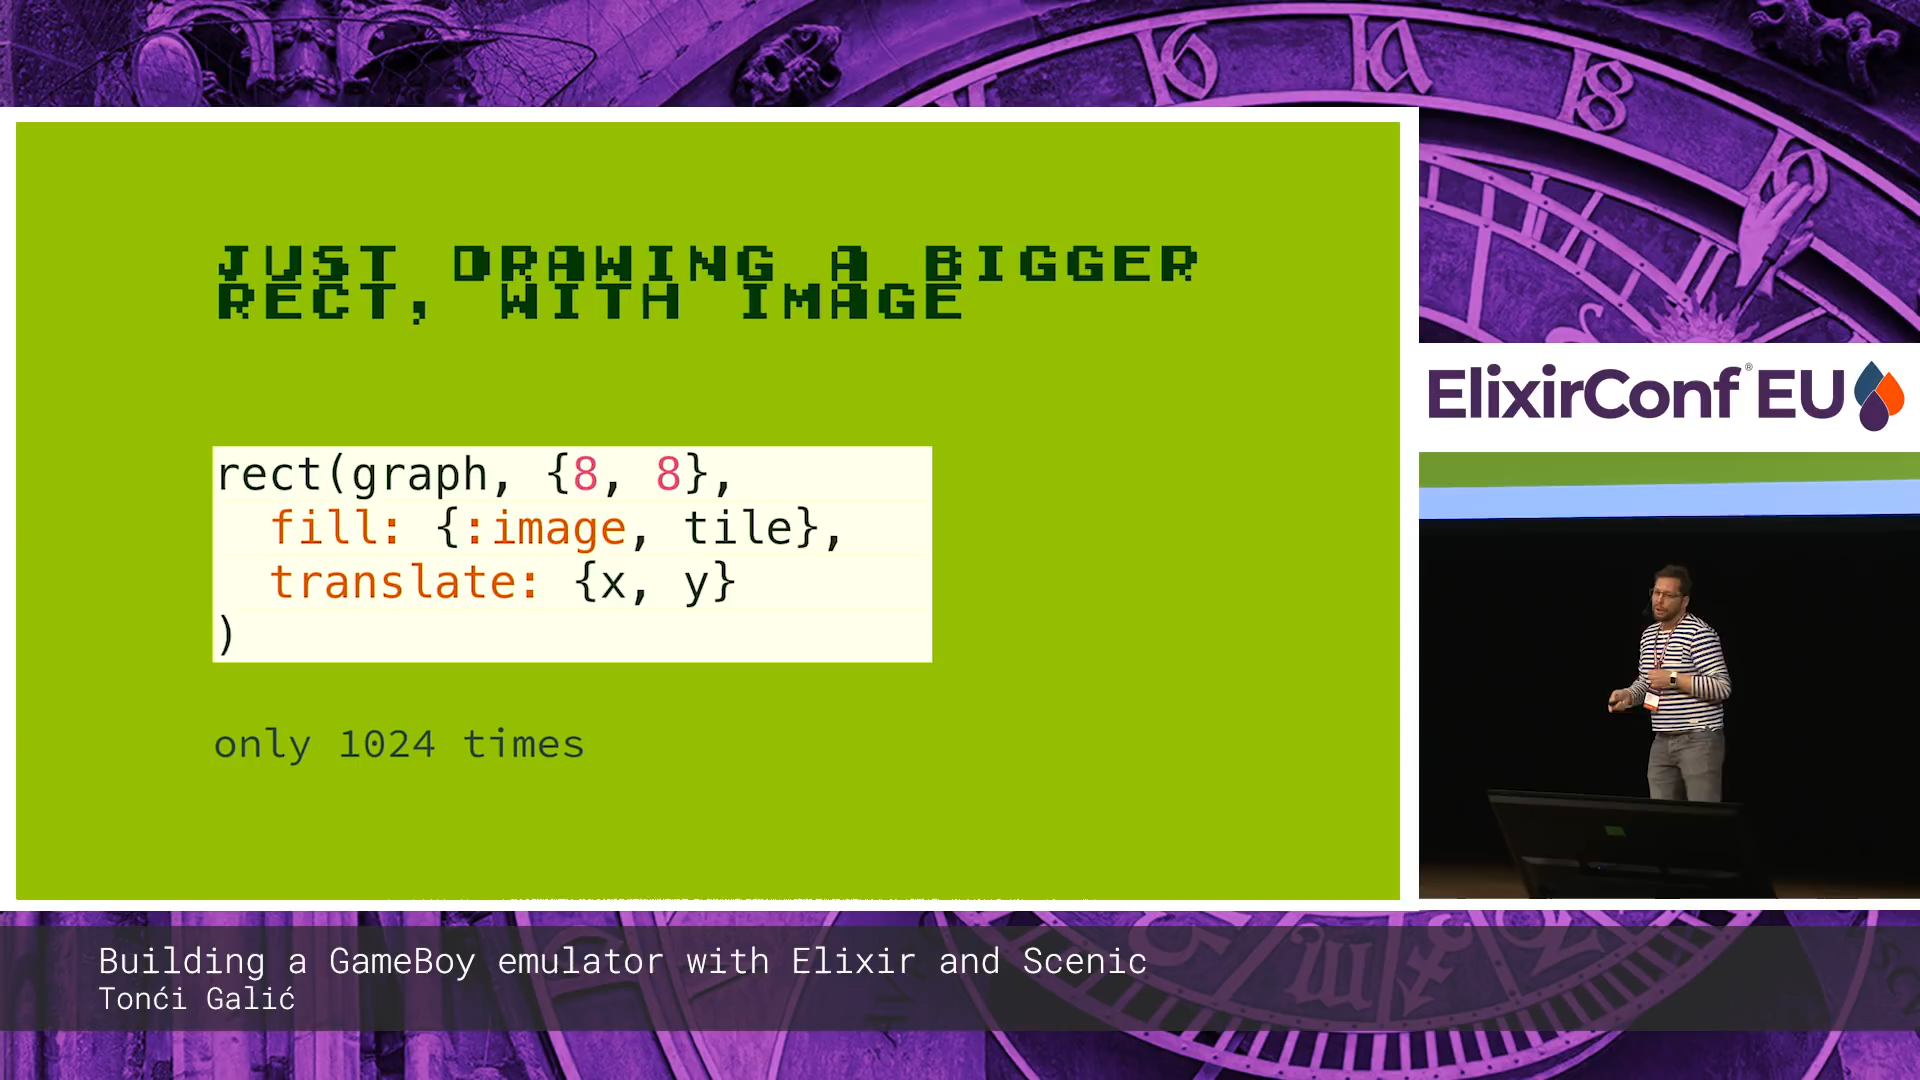 JUST DRAWING A BIGGER
RECT, WITH IMAGE
rect(graph, {8, 8},
  fill: {:image, tile},
  translate: {x, y}
)
only 1024 times
ElixirConf® EU
Building a GameBoy emulator with Elixir and Scenic
Tonći Galić